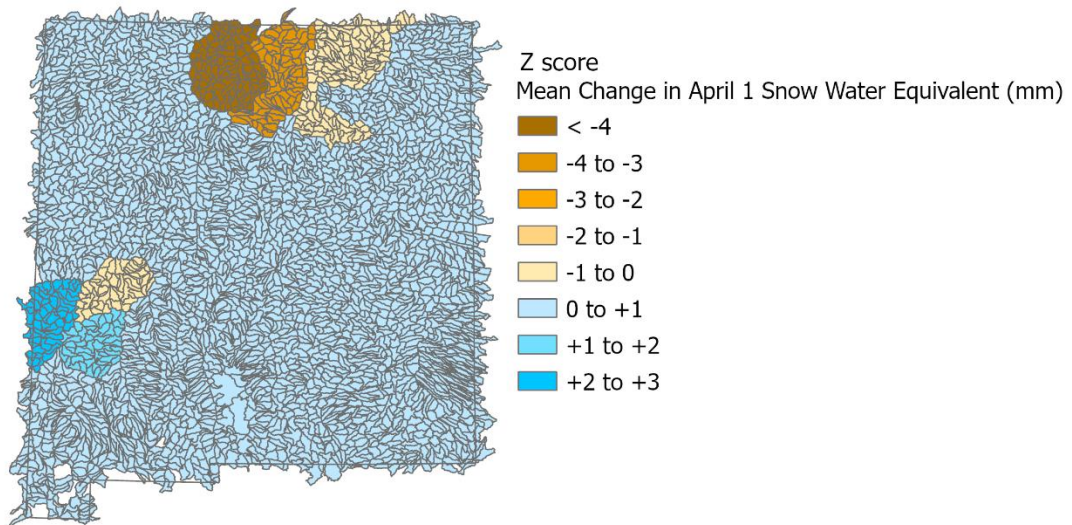 Z score
Mean Change in April 1 Snow Water Equivalent (mm)
< -4
-4 to -3
-3 to -2
-2 to -1
-1 to 0
0 to +1
+1 to +2
+2 to +3